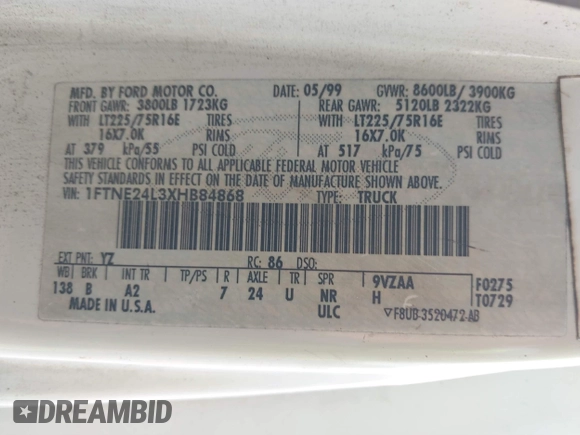 MFD. BY FORD MOTOR CO. DATE: 05/99 GVWR: 8600LB/ 3900KG
FRONT GAWR: 3800LB 1723KG REAR GAWR: 5120LB 2322KG
WITH LT225/75R16E TIRES WITH LT225/75R16E TIRES
16X7.0K RIMS 16X7.0K RIMS
AT 379 kPa/55 PSI COLD AT 517 kPa/75 PSI COLD
THIS VEHICLE CONFORMS TO ALL APPLICABLE FEDERAL MOTOR VEHICLE
SAFETY STANDARDS IN EFFECT ON THE DATE OF MANUFACTURE SHOWN ABOVE.
VIN: 1FTNE24L3XHB84868 TYPE: TRUCK
EXT PNT: YZ RC: 86 DSO:
WB BRK INT TR TP/PS R AXLE TR SPR 9VZAA F0275
138 B A2 7 24 U NR H T0729
MADE IN U.S.A. ULC ▽F8UB-3520472-AB
DREAMBID